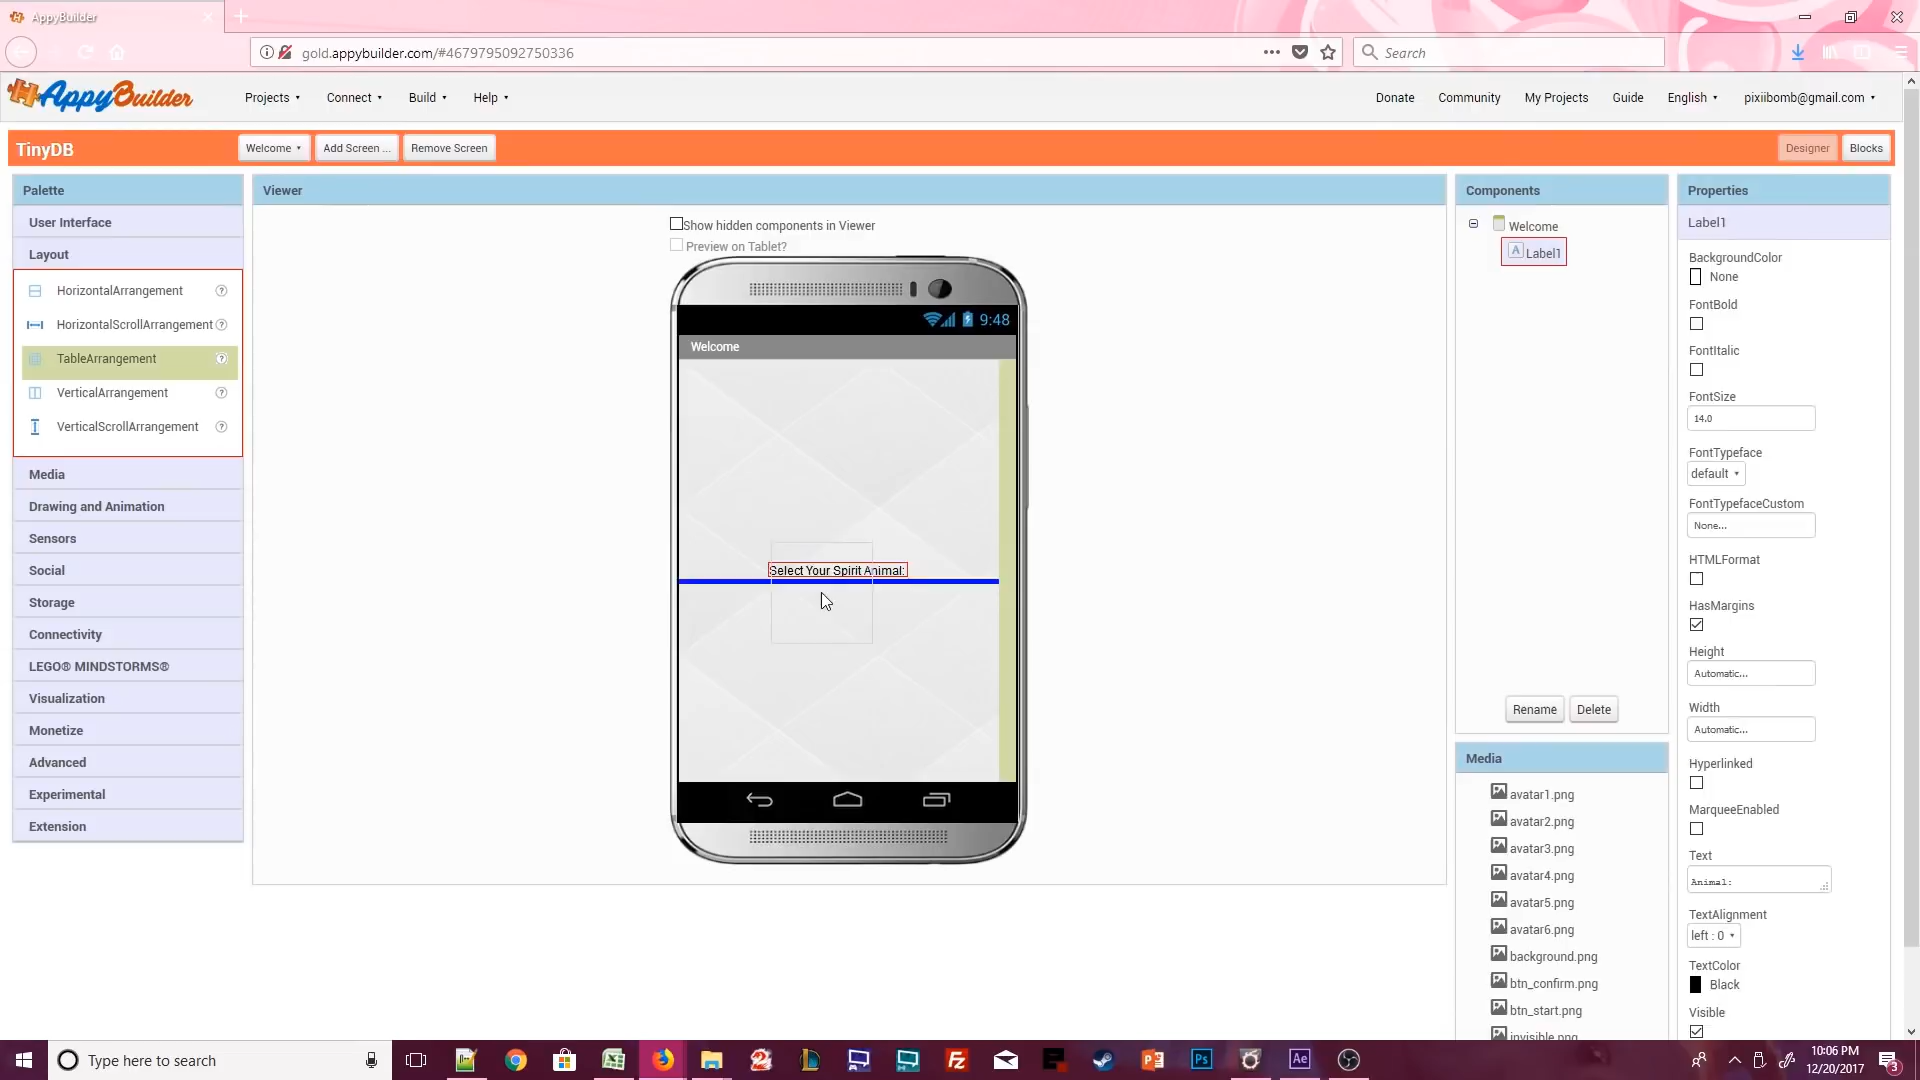 AppyBuilder
gold.appybuilder.com/#4679795092750336
Search
AppyBuilder
Projects
Connect
Build
Help
Donate
Community
My Projects
Guide
English
pixiibomb@gmail.com
TinyDB
Welcome
Add Screen ...
Remove Screen
Designer
Blocks
Palette
User Interface
Layout
HorizontalArrangement
HorizontalScrollArrangement
TableArrangement
VerticalArrangement
VerticalScrollArrangement
Media
Drawing and Animation
Sensors
Social
Storage
Connectivity
LEGO® MINDSTORMS®
Visualization
Monetize
Advanced
Experimental
Extension
Viewer
Show hidden components in Viewer
Preview on Tablet?
9:48
Welcome
Select Your Spirit Animal:
Components
Welcome
A Label1
Rename
Delete
Media
avatar1.png
avatar2.png
avatar3.png
avatar4.png
avatar5.png
avatar6.png
background.png
btn_confirm.png
btn_start.png
invisible.png
Properties
Label1
BackgroundColor
None
FontBold
FontItalic
FontSize
14.0
FontTypeface
default
FontTypefaceCustom
None...
HTMLFormat
HasMargins
Height
Automatic...
Width
Automatic...
Hyperlinked
MarqueeEnabled
Text
Animal:
TextAlignment
left : 0
TextColor
Black
Visible
Type here to search
Fz
Ps
Ae
10:06 PM
12/20/2017
3